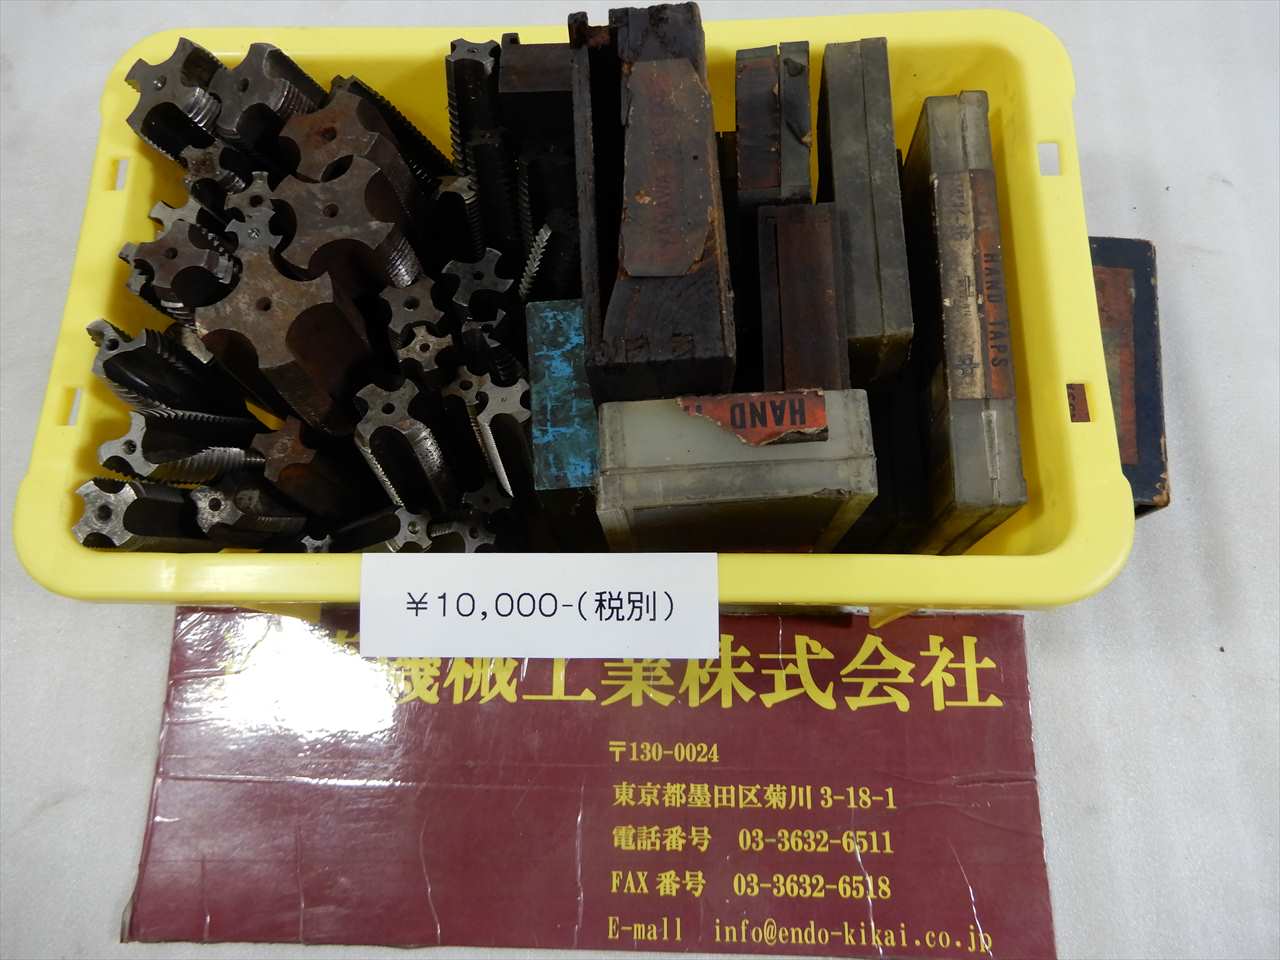 HAND TAPS
HAND
¥10,000-(税別)
機械工業株式会社
〒130-0024
東京都墨田区菊川 3-18-1
電話番号 03-3632-6511
FAX 番号 03-3632-6518
E-mall info@endo-kikai.co.jp